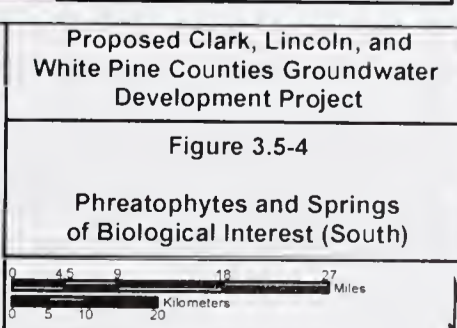 Proposed Clark, Lincoln, and
White Pine Counties Groundwater
Development Project
Figure 3.5-4
Phreatophytes and Springs
of Biological Interest (South)
0 4.5 9 18 27
Miles
Kilometers
0 5 10 20